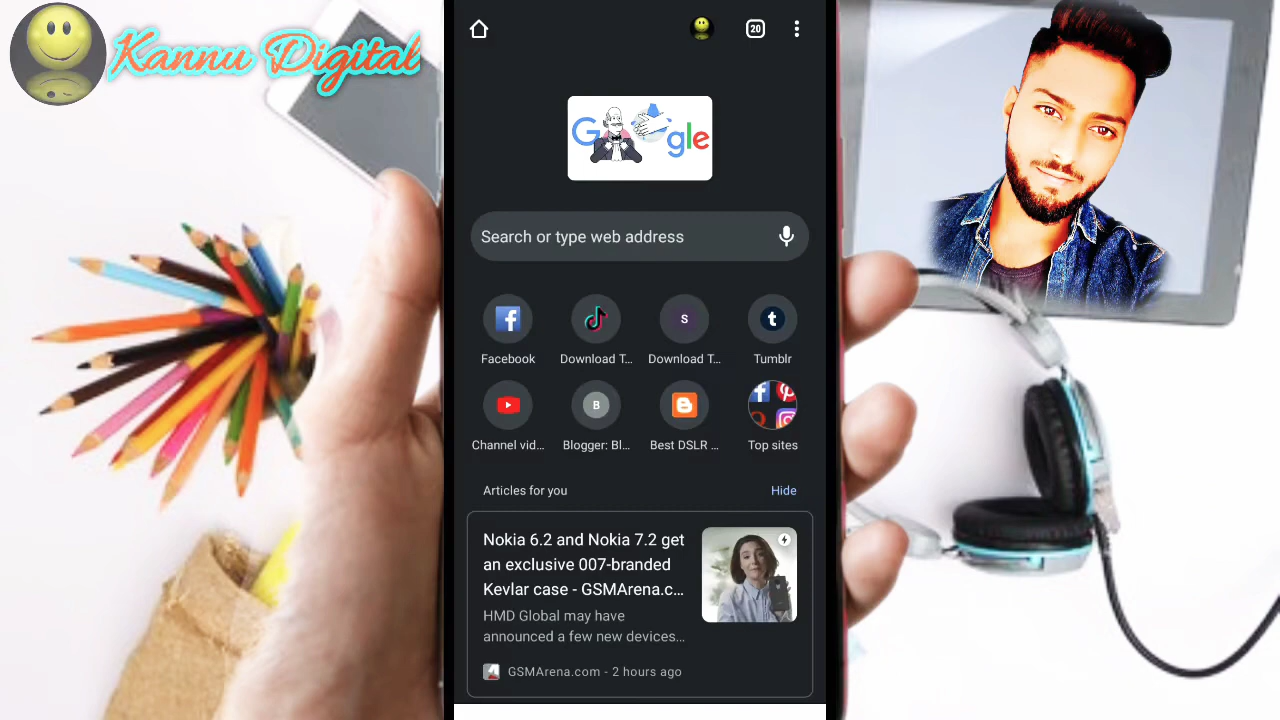 Kannu Digital
20
Google
Search or type web address
S
t
Facebook
Download T...
Download T...
Tumblr
B
Channel vid...
Blogger: Bl...
Best DSLR ...
Top sites
Articles for you
Hide
Nokia 6.2 and Nokia 7.2 get
an exclusive 007-branded
Kevlar case - GSMArena.c...
HMD Global may have
announced a few new devices...
GSMArena.com - 2 hours ago